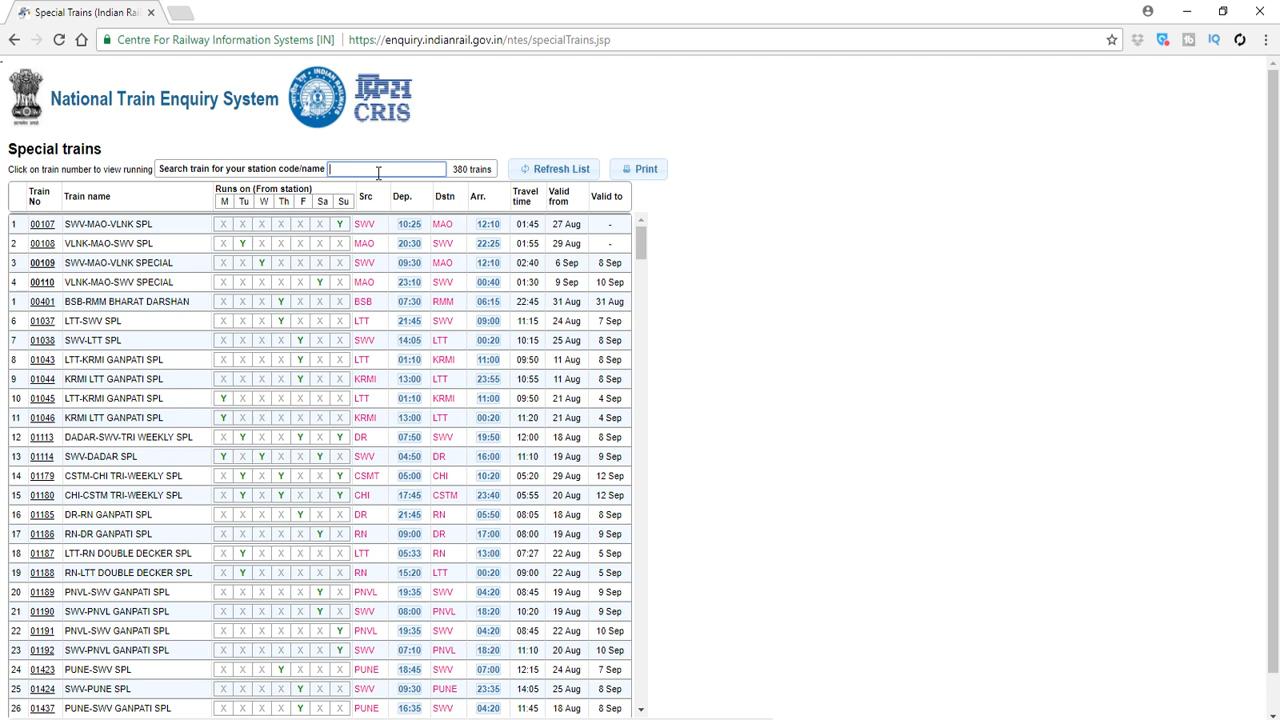 Special Trains (Indian Rail
Centre For Railway Information Systems [IN] https://enquiry.indianrail.gov.in/ntes/specialTrains.jsp
National Train Enquiry System
क्रिस
CRIS
Special trains
Click on train number to view running Search train for your station code/name 380 trains Refresh List Print
Train No Train name Runs on (From station) M Tu W Th F Sa Su Src Dep. Dstn Arr. Travel time Valid from Valid to
1 00107 SWV-MAO-VLNK SPL X X X X X X Y SWV 10:25 MAO 12:10 01:45 27 Aug -
2 00108 VLNK-MAO-SWV SPL X Y X X X X X MAO 20:30 SWV 22:25 01:55 29 Aug -
3 00109 SWV-MAO-VLNK SPECIAL X X Y X X X X SWV 09:30 MAO 12:10 02:40 6 Sep 8 Sep
4 00110 VLNK-MAO-SWV SPECIAL X X X X X Y X MAO 23:10 SWV 00:40 01:30 9 Sep 10 Sep
1 00401 BSB-RMM BHARAT DARSHAN X X X Y X X X BSB 07:30 RMM 06:15 22:45 31 Aug 31 Aug
6 01037 LTT-SWV SPL X X X Y X X X LTT 21:45 SWV 09:00 11:15 24 Aug 7 Sep
7 01038 SWV-LTT SPL X X X X Y X X SWV 14:05 LTT 00:20 10:15 25 Aug 8 Sep
8 01043 LTT-KRMI GANPATI SPL X X X X Y X X LTT 01:10 KRMI 11:00 09:50 11 Aug 8 Sep
9 01044 KRMI LTT GANPATI SPL X X X X Y X X KRMI 13:00 LTT 23:55 10:55 11 Aug 8 Sep
10 01045 LTT-KRMI GANPATI SPL Y X X X X X X LTT 01:10 KRMI 11:00 09:50 21 Aug 4 Sep
11 01046 KRMI LTT GANPATI SPL Y X X X X X X KRMI 13:00 LTT 00:20 11:20 21 Aug 4 Sep
12 01113 DADAR-SWV-TRI WEEKLY SPL X Y X X Y X Y DR 07:50 SWV 19:50 12:00 18 Aug 8 Sep
13 01114 SWV-DADAR SPL Y X Y X X Y X SWV 04:50 DR 16:00 11:10 19 Aug 9 Sep
14 01179 CSTM-CHI TRI-WEEKLY SPL X Y X Y X X Y CSMT 05:00 CHI 10:20 05:20 29 Aug 12 Sep
15 01180 CHI-CSTM TRI-WEEKLY SPL X Y X Y X X Y CHI 17:45 CSTM 23:40 05:55 20 Aug 12 Sep
16 01185 DR-RN GANPATI SPL X X X X Y X X DR 21:45 RN 05:50 08:05 18 Aug 8 Sep
17 01186 RN-DR GANPATI SPL X X X X X Y X RN 09:00 DR 17:00 08:00 19 Aug 9 Sep
18 01187 LTT-RN DOUBLE DECKER SPL X Y X X X X X LTT 05:33 RN 13:00 07:27 22 Aug 5 Sep
19 01188 RN-LTT DOUBLE DECKER SPL X Y X X X X X RN 15:20 LTT 00:20 09:00 22 Aug 5 Sep
20 01189 PNVL-SWV GANPATI SPL X X X X X Y X PNVL 19:35 SWV 04:20 08:45 19 Aug 9 Sep
21 01190 SWV-PNVL GANPATI SPL X X X X X Y X SWV 08:00 PNVL 18:20 10:20 19 Aug 9 Sep
22 01191 PNVL-SWV GANPATI SPL X X X X X X Y PNVL 19:35 SWV 04:20 08:45 20 Aug 10 Sep
23 01192 SWV-PNVL GANPATI SPL X X X X X X Y SWV 07:10 PNVL 18:20 11:10 20 Aug 10 Sep
24 01423 PUNE-SWV SPL X X X Y X X X PUNE 18:45 SWV 07:00 12:15 24 Aug 7 Sep
25 01424 SWV-PUNE SPL X X X X Y X X SWV 09:30 PUNE 23:35 14:05 25 Aug 8 Sep
26 01437 PUNE-SWV GANPATI SPL X X X X Y X X PUNE 16:35 SWV 04:20 11:45 18 Aug 8 Sep